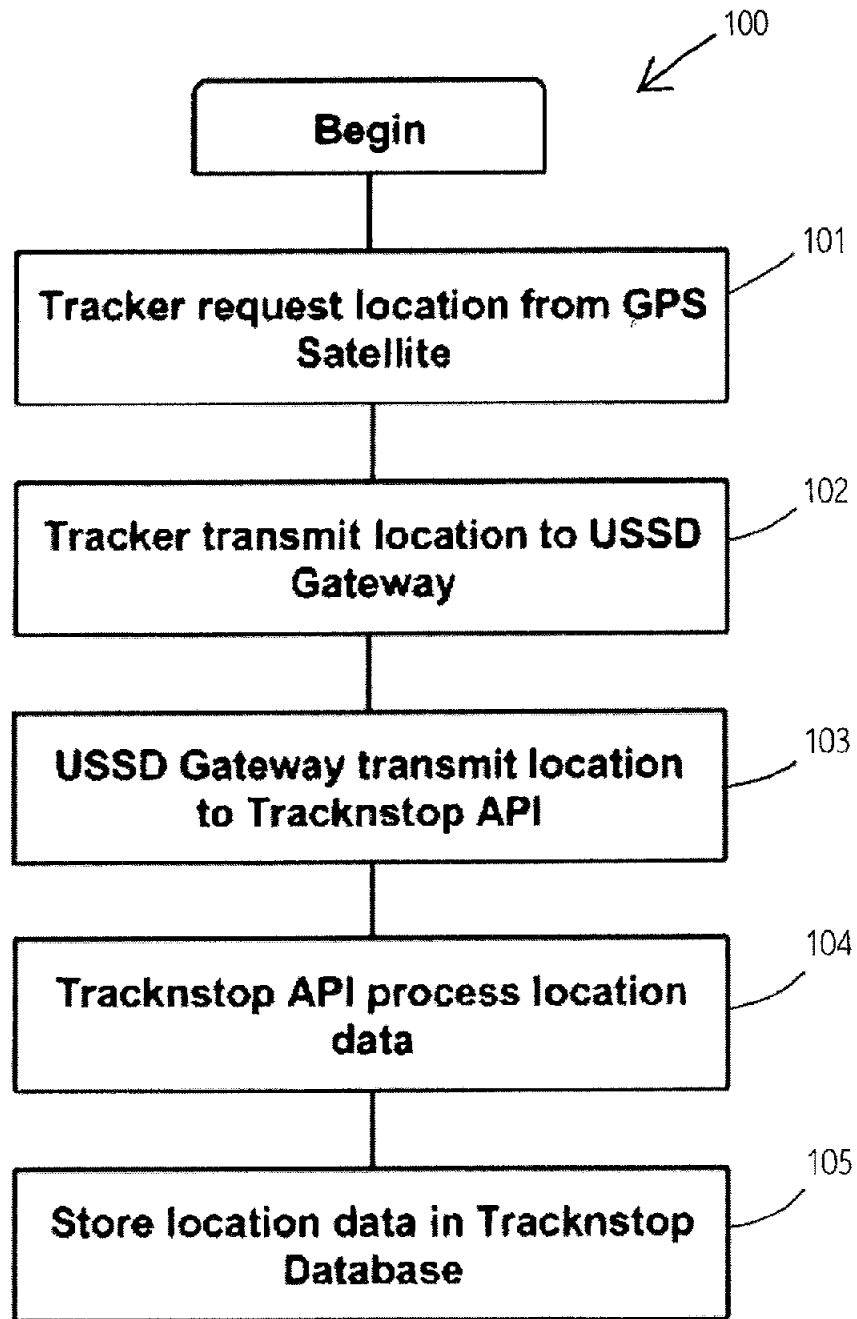 100
Begin
101
Tracker request location from GPS
Satellite
102
Tracker transmit location to USSD
Gateway
103
USSD Gateway transmit location
to Tracknstop API
104
Tracknstop API process location
data
105
Store location data in Tracknstop
Database